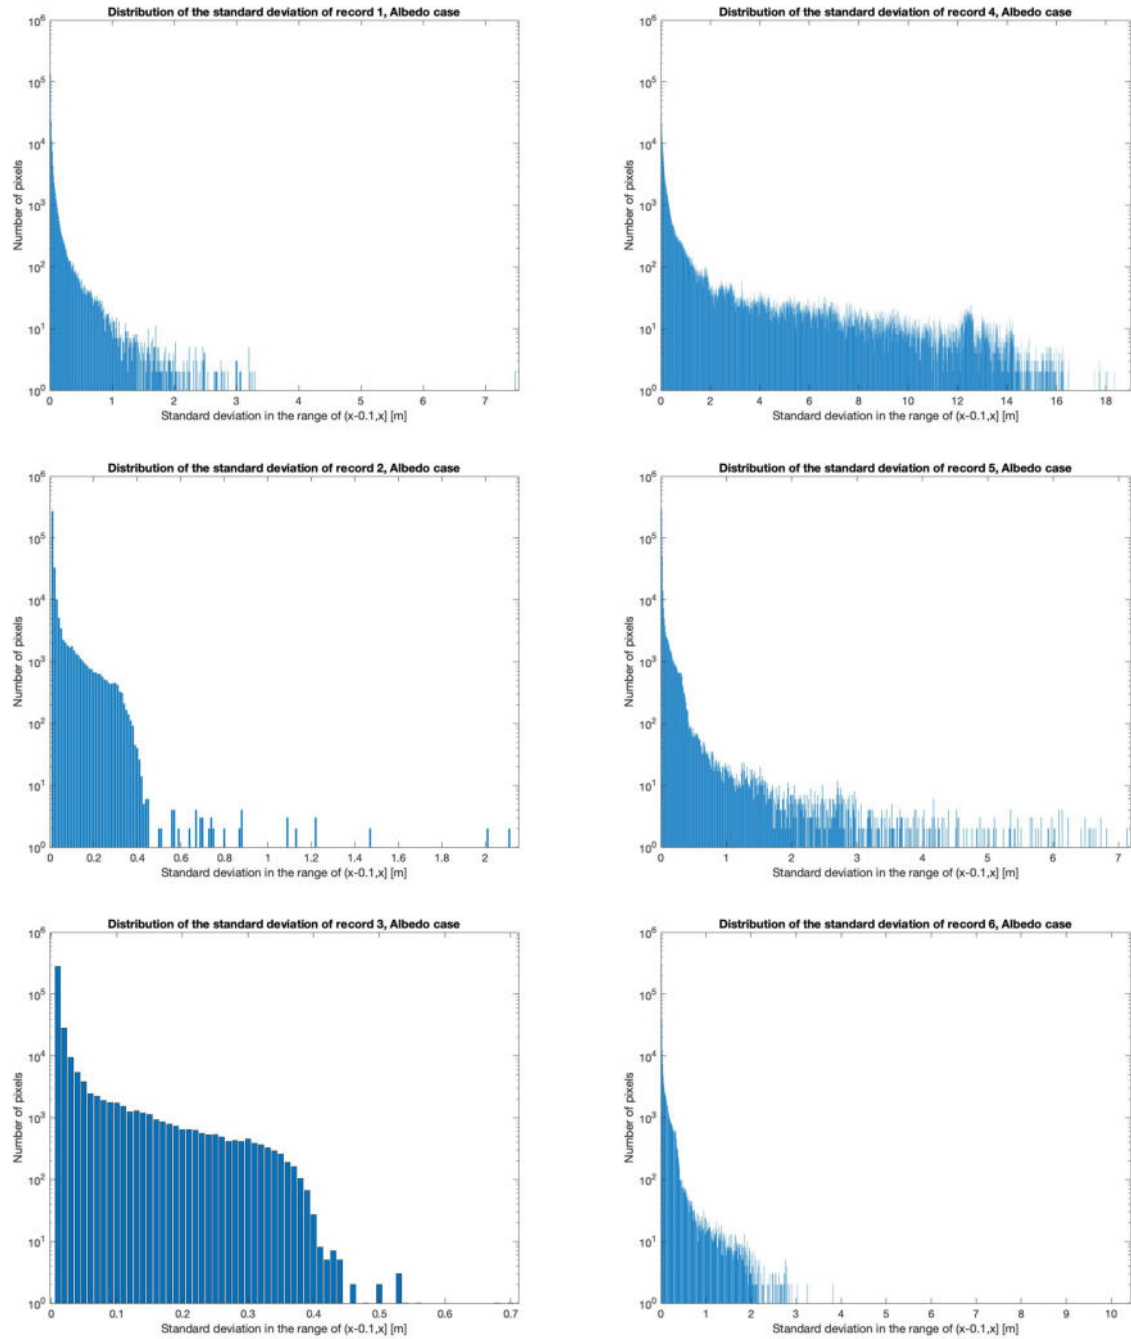 Distribution of the standard deviation of record 1, Albedo case
10^6
10^5
10^4
10^3
10^2
10^1
10^0
Number of pixels
0 1 2 3 4 5 6 7
Standard deviation in the range of (x-0.1,x] [m]
Distribution of the standard deviation of record 4, Albedo case
10^6
10^5
10^4
10^3
10^2
10^1
10^0
Number of pixels
0 2 4 6 8 10 12 14 16 18
Standard deviation in the range of (x-0.1,x] [m]
Distribution of the standard deviation of record 2, Albedo case
10^6
10^5
10^4
10^3
10^2
10^1
10^0
Number of pixels
0 0.2 0.4 0.6 0.8 1 1.2 1.4 1.6 1.8 2
Standard deviation in the range of (x-0.1,x] [m]
Distribution of the standard deviation of record 5, Albedo case
10^6
10^5
10^4
10^3
10^2
10^1
10^0
Number of pixels
0 1 2 3 4 5 6 7
Standard deviation in the range of (x-0.1,x] [m]
Distribution of the standard deviation of record 3, Albedo case
10^6
10^5
10^4
10^3
10^2
10^1
10^0
Number of pixels
0 0.1 0.2 0.3 0.4 0.5 0.6 0.7
Standard deviation in the range of (x-0.1,x] [m]
Distribution of the standard deviation of record 6, Albedo case
10^6
10^5
10^4
10^3
10^2
10^1
10^0
Number of pixels
0 1 2 3 4 5 6 7 8 9 10
Standard deviation in the range of (x-0.1,x] [m]